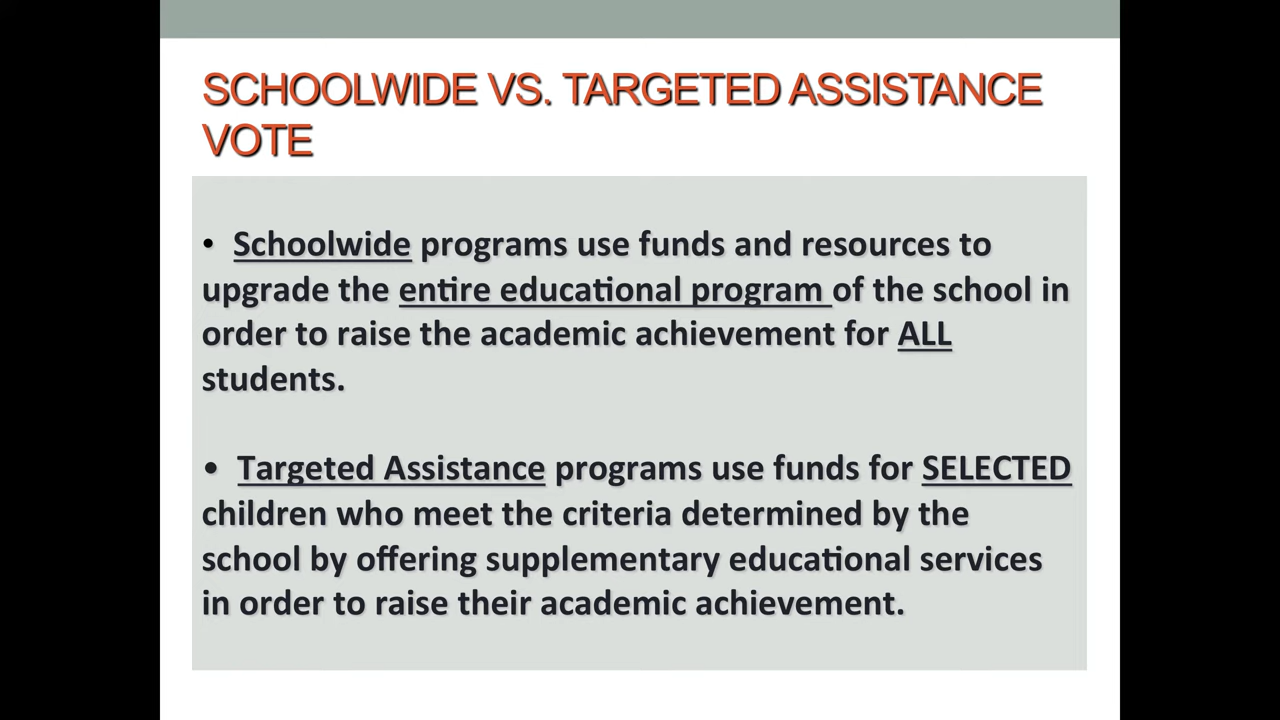 SCHOOLWIDE VS. TARGETED ASSISTANCE
VOTE
• Schoolwide programs use funds and resources to
upgrade the entire educational program of the school in
order to raise the academic achievement for ALL
students.
• Targeted Assistance programs use funds for SELECTED
children who meet the criteria determined by the
school by offering supplementary educational services
in order to raise their academic achievement.